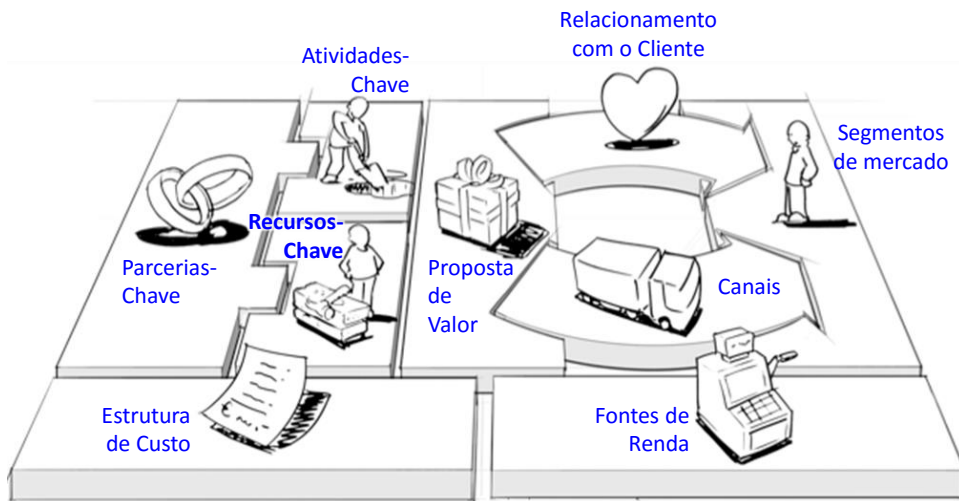 Relacionamento
com o Cliente
Atividades-
Chave
Segmentos
de mercado
Recursos-
Chave
Parcerias-
Chave
Proposta
de
Valor
Canais
Estrutura
de Custo
Fontes de
Renda